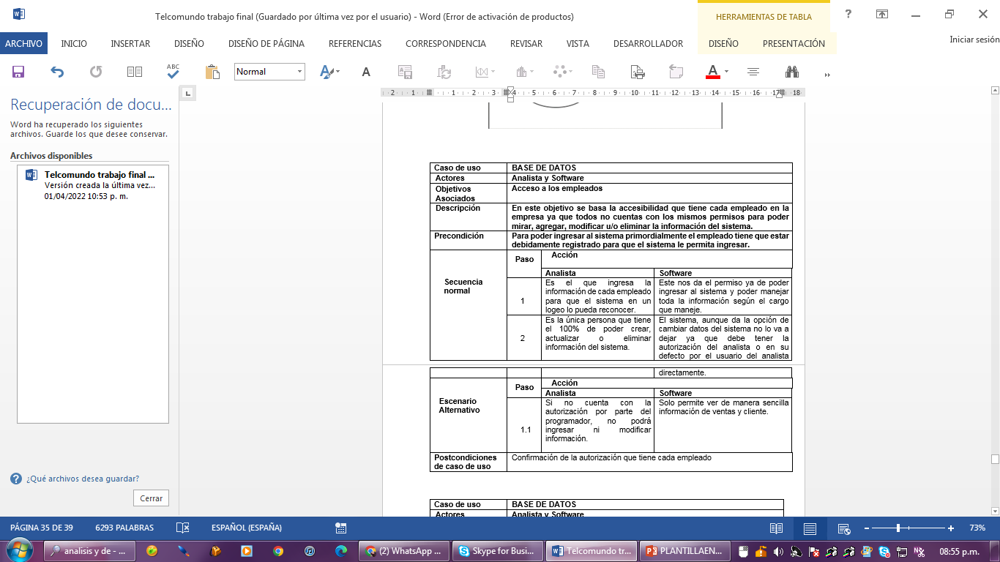 Telcomundo trabajo final (Guardado por última vez por el usuario) - Word (Error de activación de productos)
HERRAMIENTAS DE TABLA
ARCHIVO INICIO INSERTAR DISEÑO DISEÑO DE PÁGINA REFERENCIAS CORRESPONDENCIA REVISAR VISTA DESARROLLADOR DISEÑO PRESENTACIÓN
Iniciar sesión
ABC
Normal
Recuperación de docu...
Word ha recuperado los siguientes
archivos. Guarde los que desee conservar.
Archivos disponibles
Telcomundo trabajo final ...
Versión creada la última vez...
01/04/2022 10:53 p. m.
¿Qué archivos desea guardar?
Cerrar
2 1 1 2 3 4 5 6 7 8 9 10 11 12 13 14 15 16 17 18
Caso de uso BASE DE DATOS
Actores Analista y Software
Objetivos Acceso a los empleados
Asociados
Descripción En este objetivo se basa la accesibilidad que tiene cada empleado en la
empresa ya que todos no cuentas con los mismos permisos para poder
mirar, agregar, modificar u/o eliminar la información del sistema.
Precondición Para poder ingresar al sistema primordialmente el empleado tiene que estar
debidamente registrado para que el sistema le permita ingresar.
Secuencia
normal
Paso Acción
Analista Software
1
Es el que ingresa la
información de cada empleado
para que el sistema en un
logeo lo pueda reconocer.
Este nos da el permiso ya de poder
ingresar al sistema y poder manejar
toda la información según el cargo
que maneje.
2
Es la única persona que tiene
el 100% de poder crear,
actualizar o eliminar
información del sistema.
El sistema, aunque da la opción de
cambiar datos del sistema no lo va a
dejar ya que debe tener la
autorización del analista o en su
defecto por el usuario del analista
directamente.
Escenario
Alternativo
Paso Acción
Analista Software
1.1
Si no cuenta con la
autorización por parte del
programador, no podrá
ingresar ni modificar
información.
Solo permite ver de manera sencilla
información de ventas y cliente.
Postcondiciones Confirmación de la autorización que tiene cada empleado
de caso de uso
Caso de uso BASE DE DATOS
Actores Analista y Software
PÁGINA 35 DE 39 6293 PALABRAS ESPAÑOL (ESPAÑA) 73%
analisis y de - ... (2) WhatsApp ... Skype for Busi... Telcomundo tr... PLANTILLAEN... 08:55 p.m.